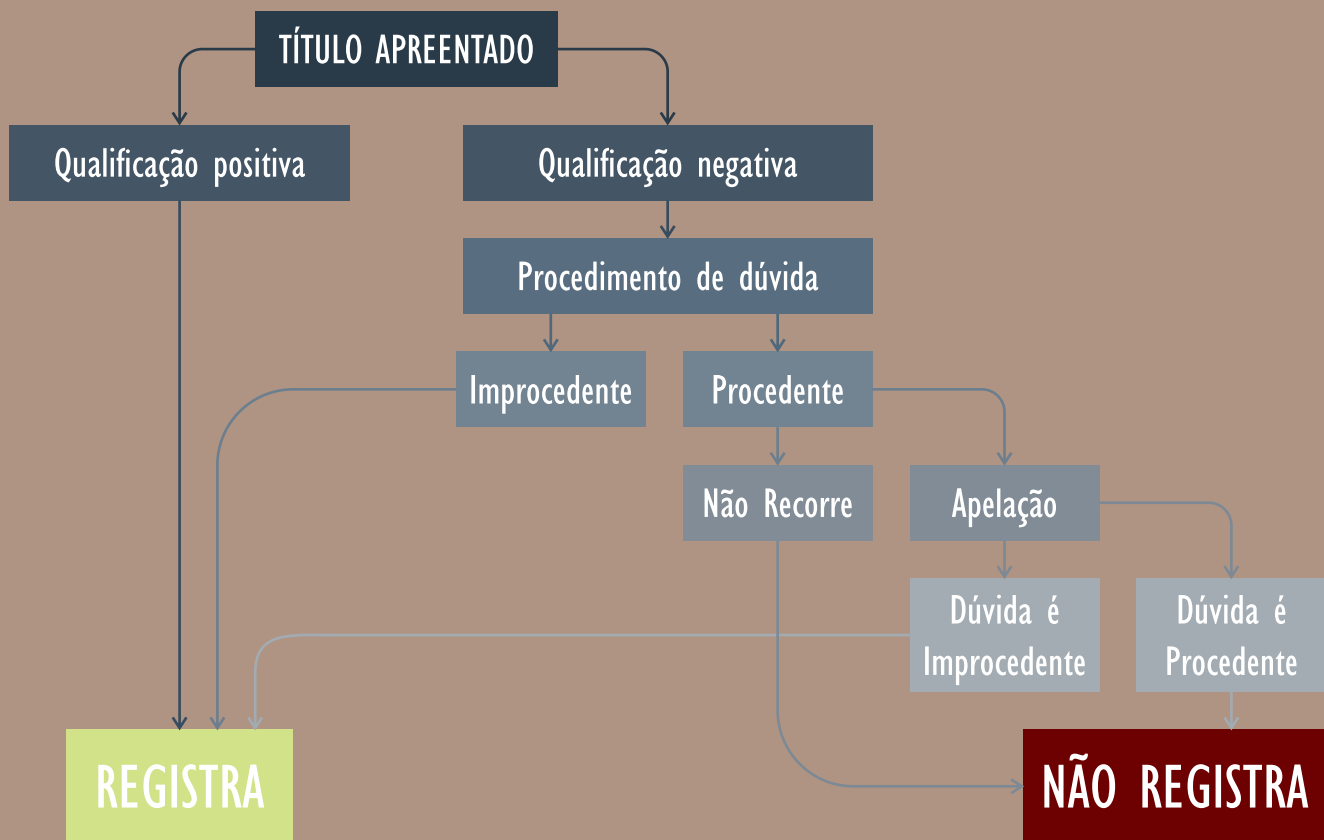 TÍTULO APREENTADO
Qualificação positiva
Qualificação negativa
Procedimento de dúvida
Improcedente
Procedente
Não Recorre
Apelação
Dúvida é
Improcedente
Dúvida é
Procedente
REGISTRA
NÃO REGISTRA